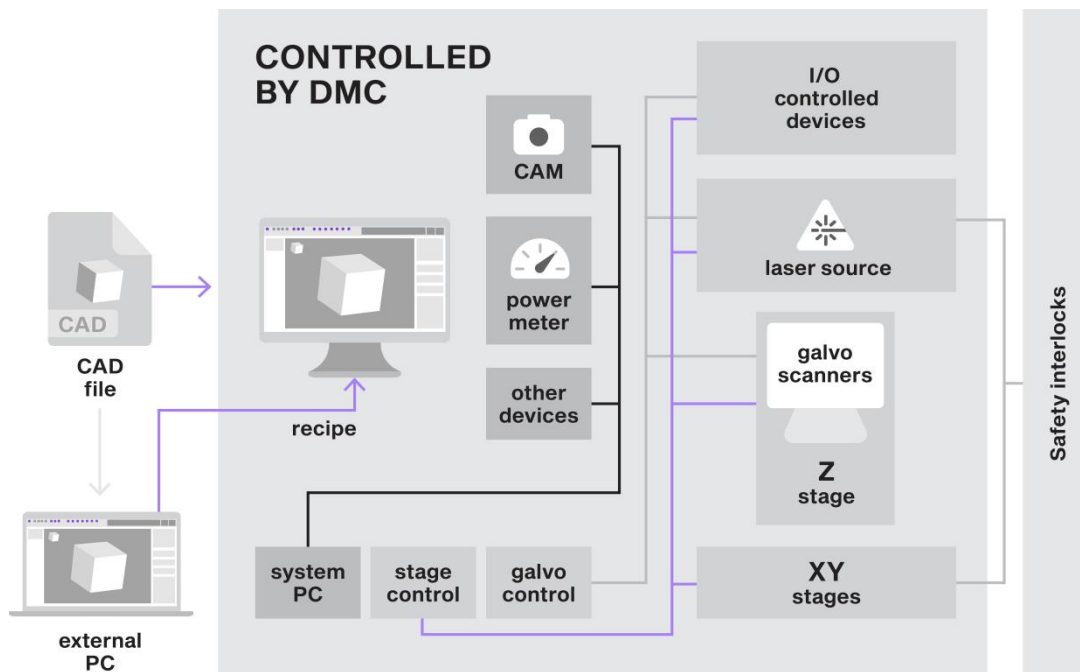 CONTROLLED
BY DMC
CAD
CAD
file
external
PC
recipe
CAM
power
meter
other
devices
system
PC
stage
control
galvo
control
I/O
controlled
devices
laser source
galvo
scanners
Z
stage
XY
stages
Safety interlocks